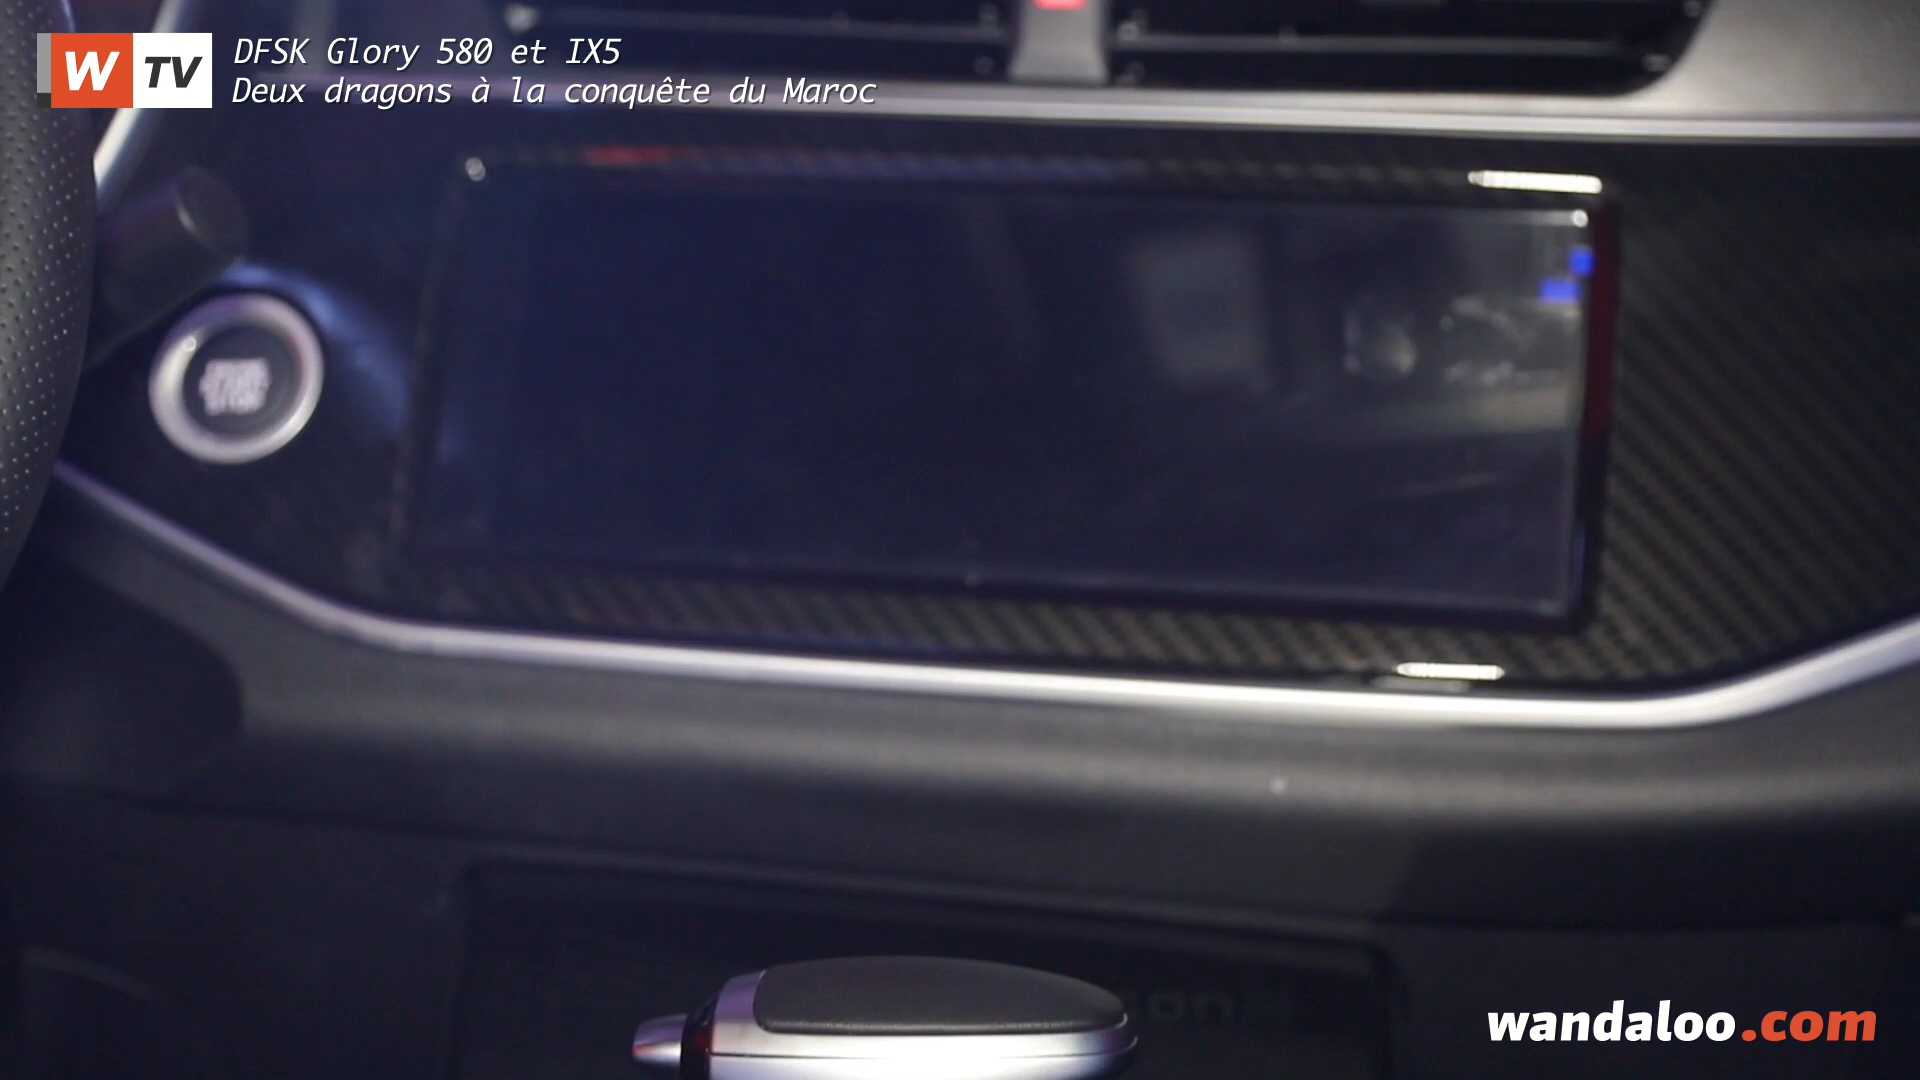 W TV
DFSK Glory 580 et IX5
Deux dragons à la conquête du Maroc
wandaloo.com